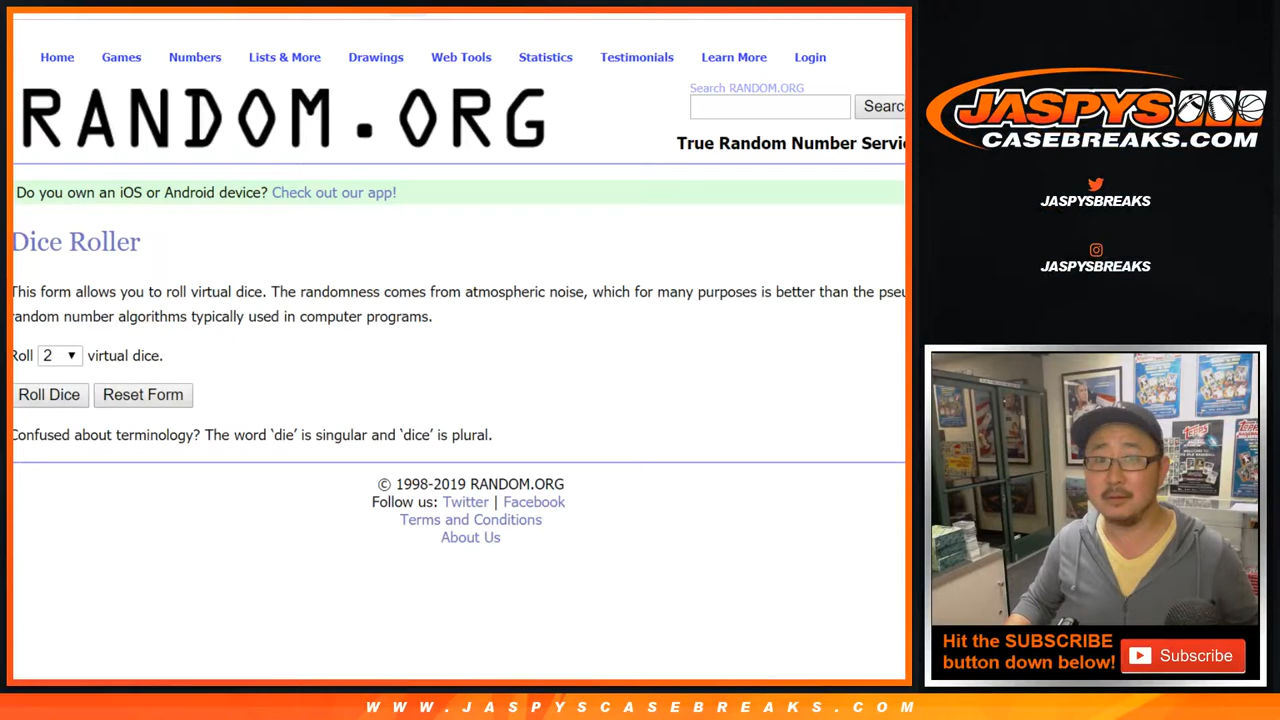 Home Games Numbers Lists & More Drawings Web Tools Statistics Testimonials Learn More Login
Search RANDOM.ORG
RANDOM.ORG
Searc
True Random Number Servi
Do you own an iOS or Android device? Check out our app!
Dice Roller
This form allows you to roll virtual dice. The randomness comes from atmospheric noise, which for many purposes is better than the pseu
random number algorithms typically used in computer programs.
Roll 2 virtual dice.
Roll Dice Reset Form
Confused about terminology? The word 'die' is singular and 'dice' is plural.
© 1998-2019 RANDOM.ORG
Follow us: Twitter | Facebook
Terms and Conditions
About Us
JASPYS
CASEBREAKS.COM
JASPYSBREAKS
JASPYSBREAKS
Hit the SUBSCRIBE
button down below!
Subscribe
WWW.JASPYSCASEBREAKS.COM